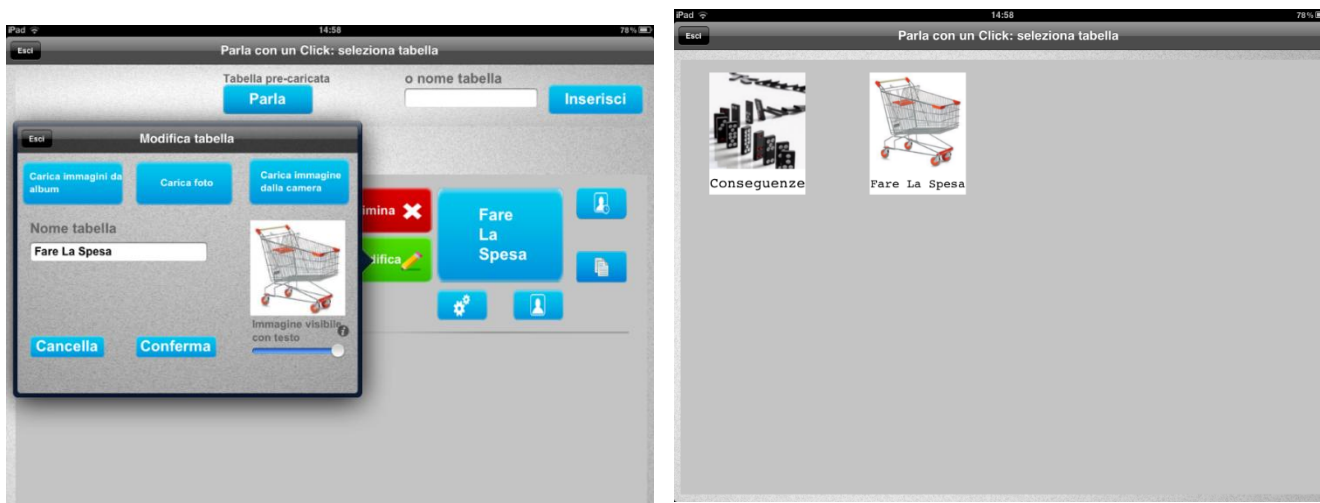 iPad 14:58 78%
Esci Parla con un Click: seleziona tabella
Tabella pre-caricata o nome tabella
Parla Inserisci
Esci Modifica tabella
Carica immagini da
album
Carica foto
Carica immagine
dalla camera
Nome tabella
Fare La Spesa
Immagine visibile
con testo
Cancella Conferma
imina
difica
Fare
La
Spesa
iPad 14:58 78%
Esci Parla con un Click: seleziona tabella
Conseguenze Fare La Spesa